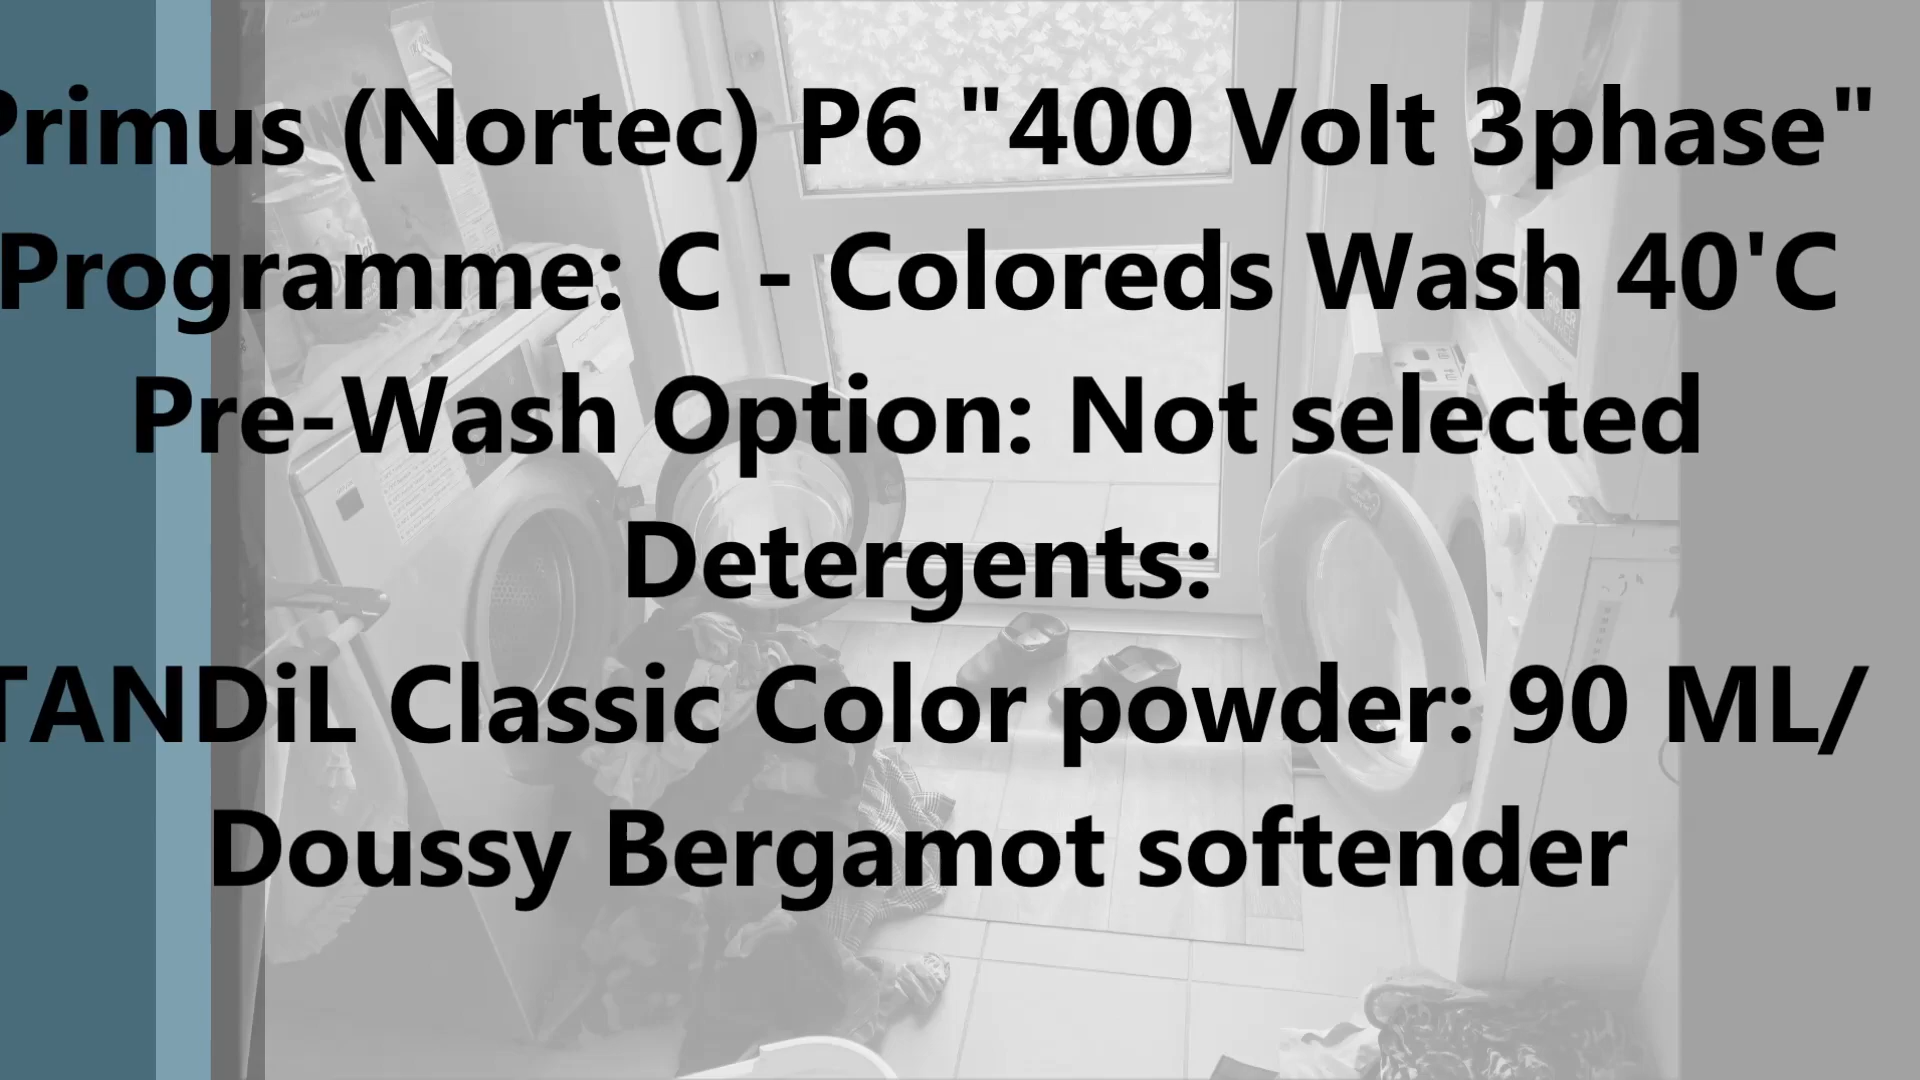 Primus (Nortec) P6 "400 Volt 3phase"
Programme: C - Coloreds Wash 40'C
Pre-Wash Option: Not selected
Detergents:
TANDiL Classic Color powder: 90 ML/
Doussy Bergamot softender